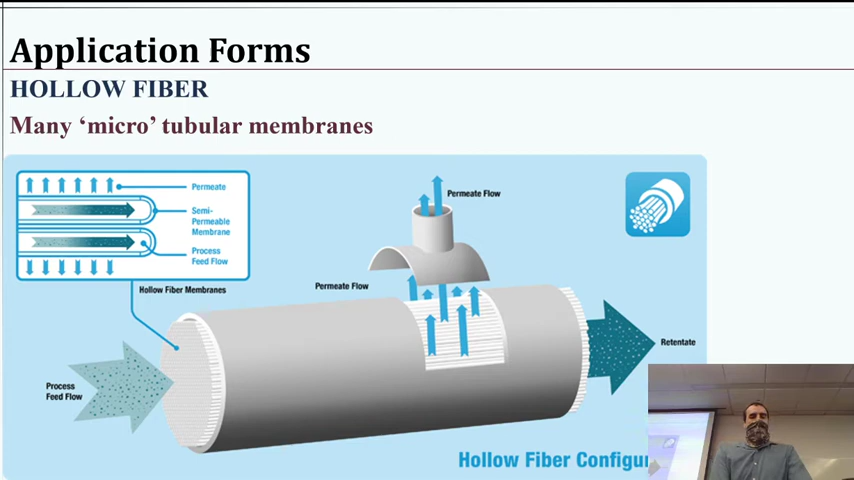 Application Forms
HOLLOW FIBER
Many ‘micro’ tubular membranes
Permeate
Semi-
Permeable
Membrane
Process
Feed Flow
Hollow Fiber Membranes
Permeate Flow
Permeate Flow
Process
Feed Flow
Retentate
Hollow Fiber Configu